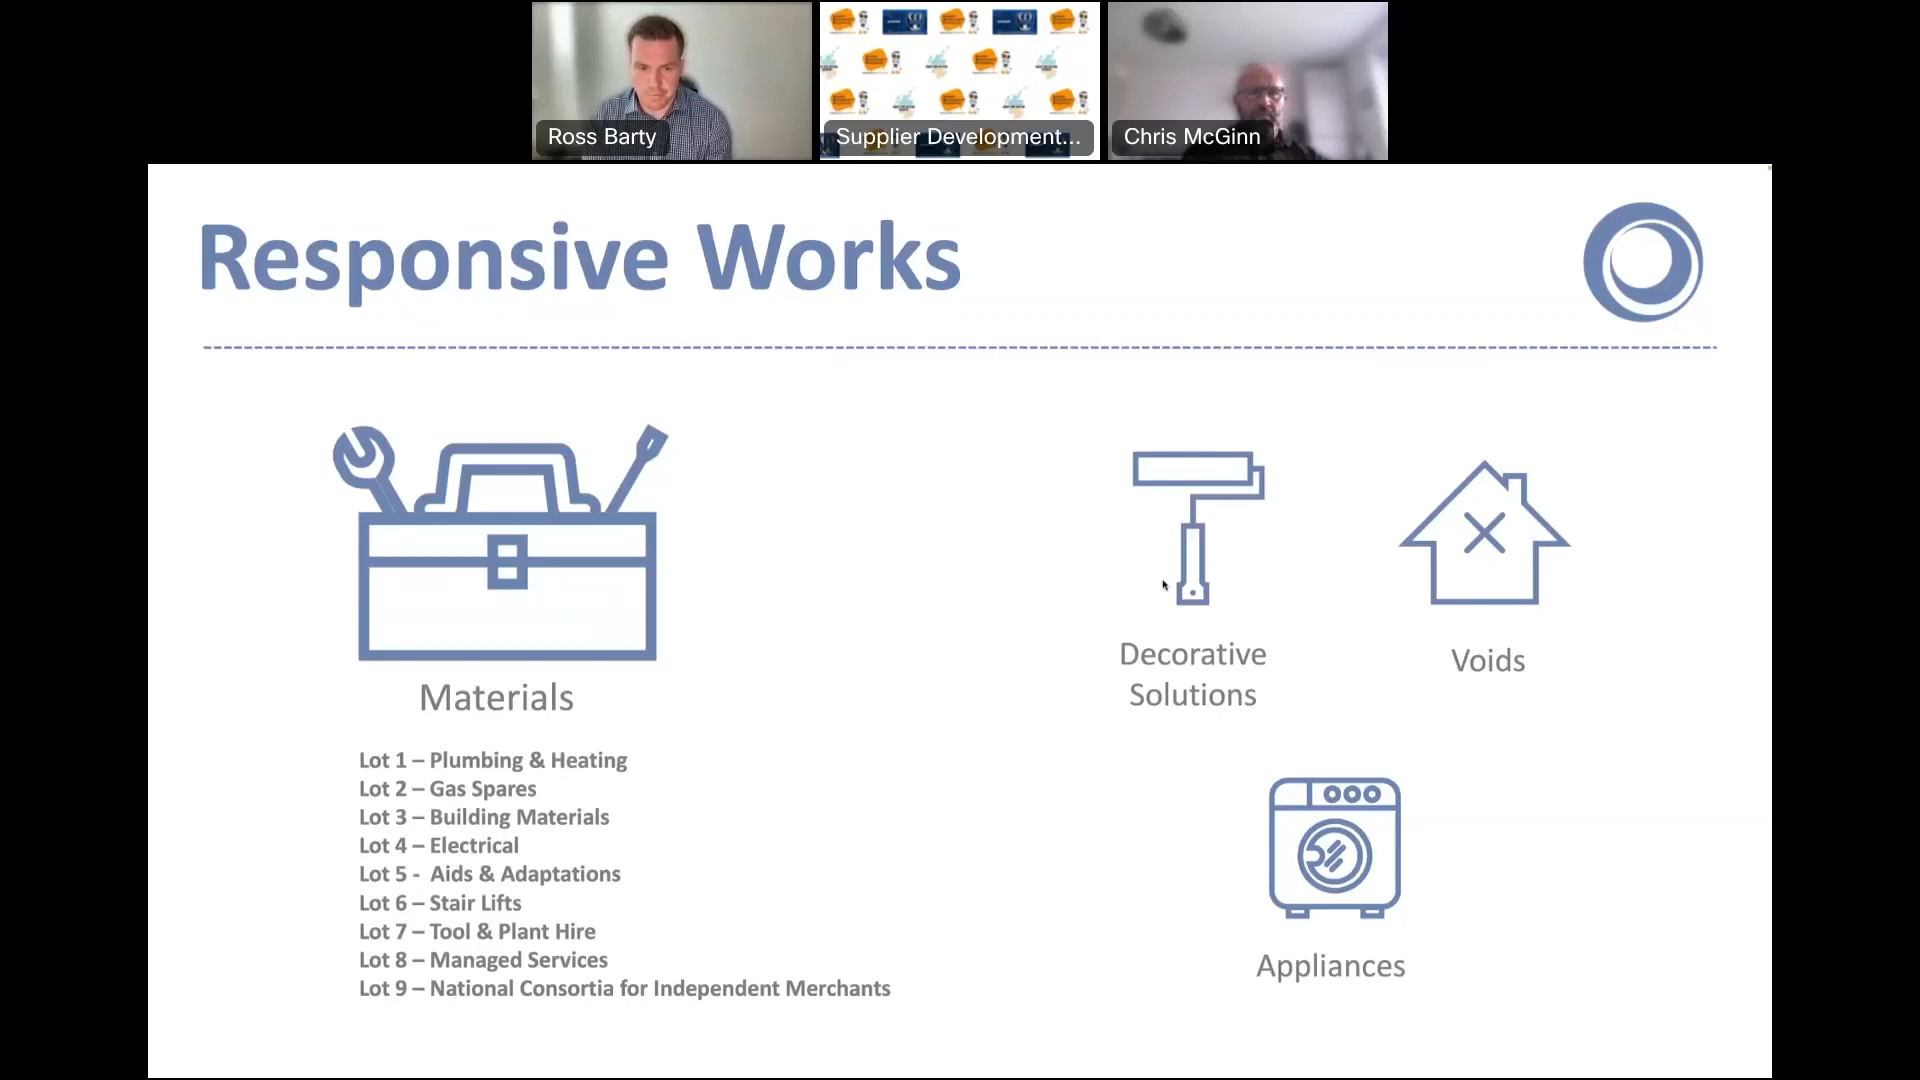 Ross Barty
Supplier Development...
Chris McGinn
Responsive Works
Materials
Lot 1 – Plumbing & Heating
Lot 2 – Gas Spares
Lot 3 – Building Materials
Lot 4 – Electrical
Lot 5 - Aids & Adaptations
Lot 6 – Stair Lifts
Lot 7 – Tool & Plant Hire
Lot 8 – Managed Services
Lot 9 – National Consortia for Independent Merchants
Decorative
Solutions
Voids
Appliances